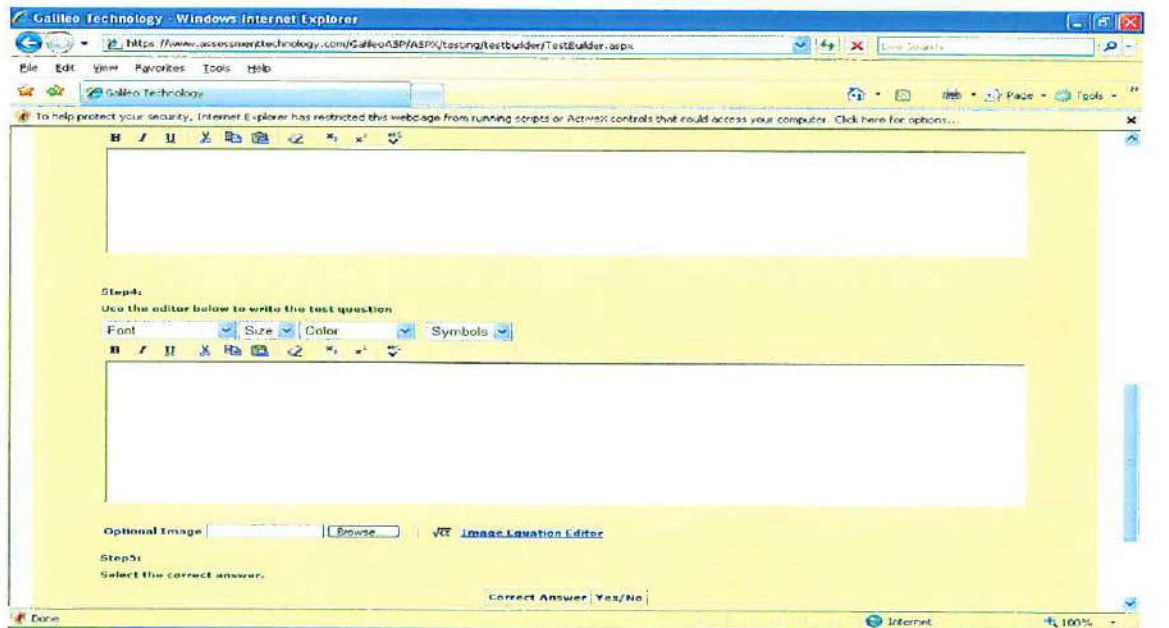 Galileo Technology - Windows Internet Explorer
https://www.assessmenttechnology.com/GalileoASP/ASPX/testing/testbuilder/TestBuilder.aspx
Live Search
File Edit View Favorites Tools Help
Galileo Technology
Page Tools
To help protect your security, Internet Explorer has restricted this webpage from running scripts or ActiveX controls that could access your computer. Click here for options...
B I U
Step4:
Use the editor below to write the test question
Font Size Color Symbols
B I U
Optional Image Browse... Image Equation Editor
Step5:
Select the correct answer.
Correct Answer Yes/No
Done Internet 100%